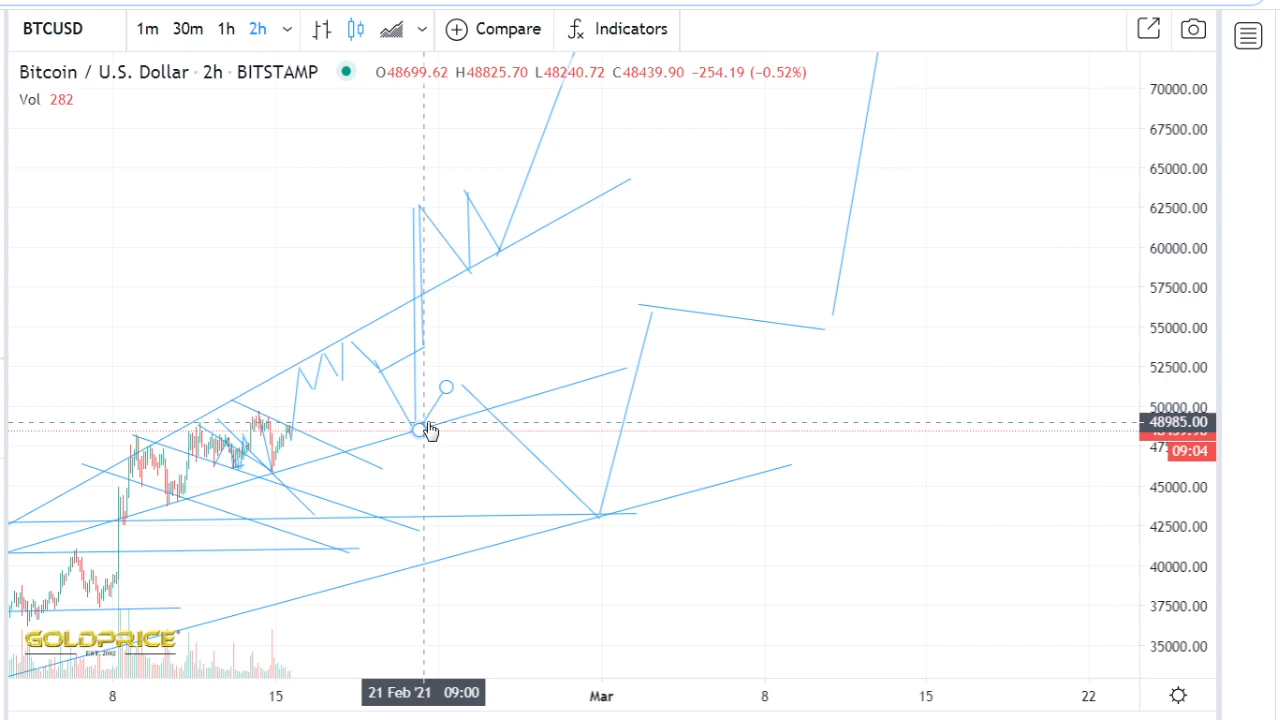 BTCUSD 1m 30m 1h 2h Compare Indicators
Bitcoin / U.S. Dollar · 2h · BITSTAMP O48699.62 H48825.70 L48240.72 C48439.90 −254.19 (−0.52%)
Vol 282
70000.00
67500.00
65000.00
62500.00
60000.00
57500.00
55000.00
52500.00
50000.00
48985.00
09:04
45000.00
42500.00
40000.00
37500.00
35000.00
GOLDPRICE
EST. 2002
8 15 21 Feb '21 09:00 Mar 8 15 22